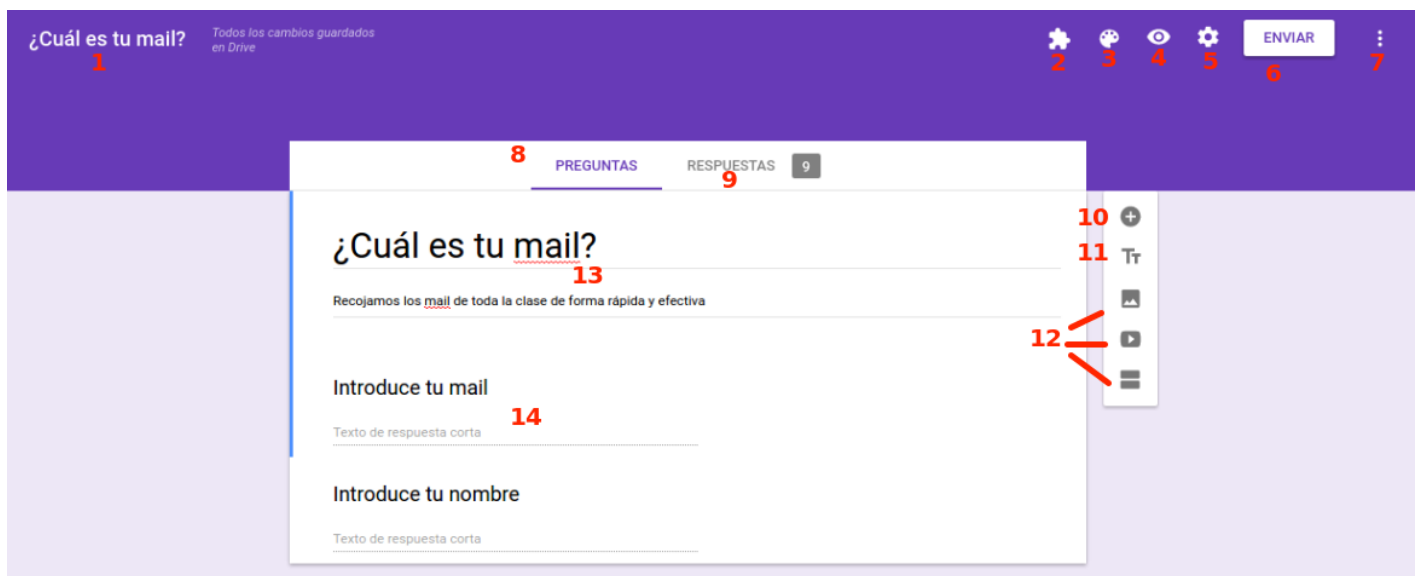 ¿Cuál es tu mail?
Todos los cambios guardados
en Drive
ENVIAR
1
2
3
4
5
6
7
8
PREGUNTAS
RESPUESTAS 9
9
10
¿Cuál es tu mail?
11
Tт
13
Recojamos los mail de toda la clase de forma rápida y efectiva
12
Introduce tu mail
14
Texto de respuesta corta
Introduce tu nombre
Texto de respuesta corta